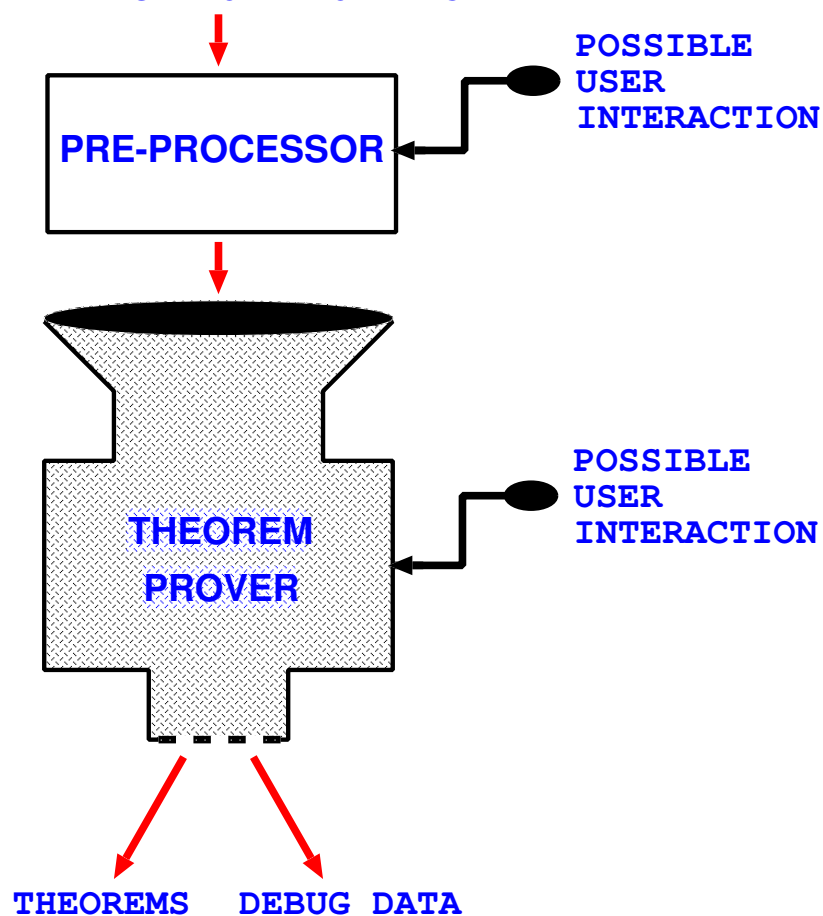 POSSIBLE
USER
INTERACTION
PRE-PROCESSOR
POSSIBLE
USER
INTERACTION
THEOREM
PROVER
THEOREMS DEBUG DATA